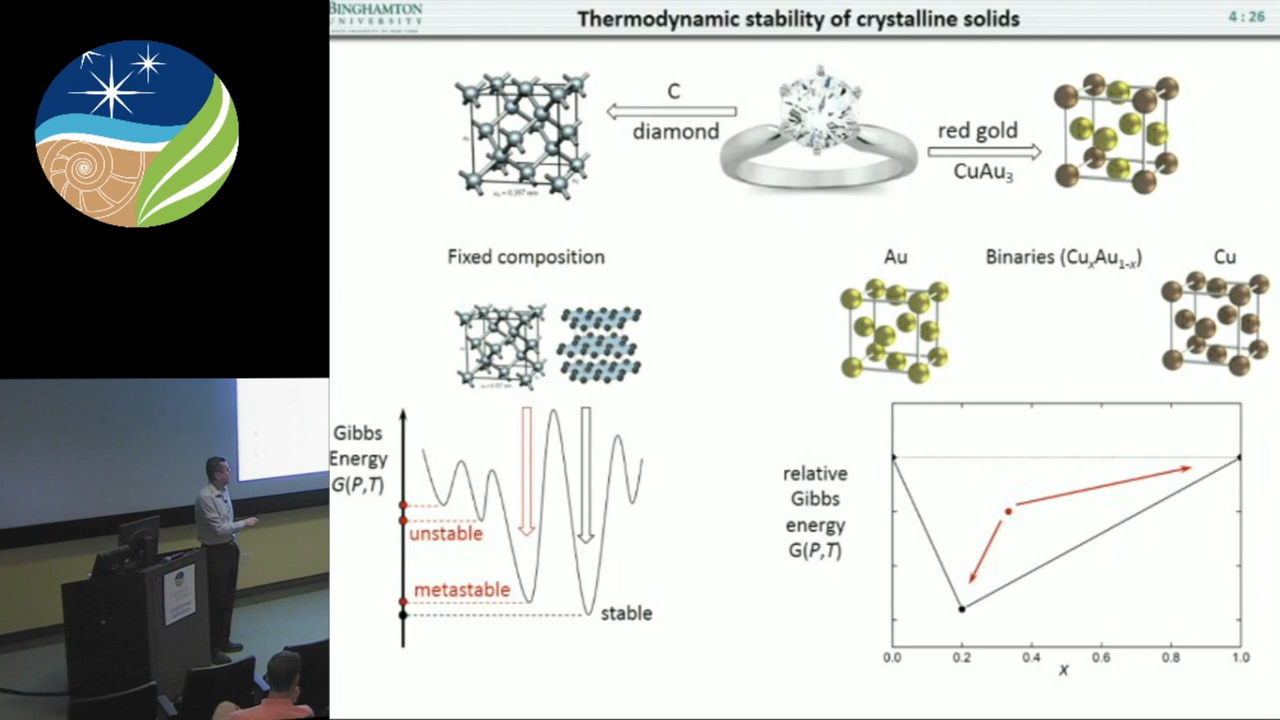 BINGHAMTON
UNIVERSITY
STATE UNIVERSITY OF NEW YORK
Thermodynamic stability of crystalline solids
4 : 26
C
diamond
red gold
CuAu₃
Fixed composition
Au
Binaries (CuₓAu₁₋ₓ)
Cu
Gibbs
Energy
G(P,T)
unstable
metastable
stable
relative
Gibbs
energy
G(P,T)
0.0 0.2 0.4 0.6 0.8 1.0
x